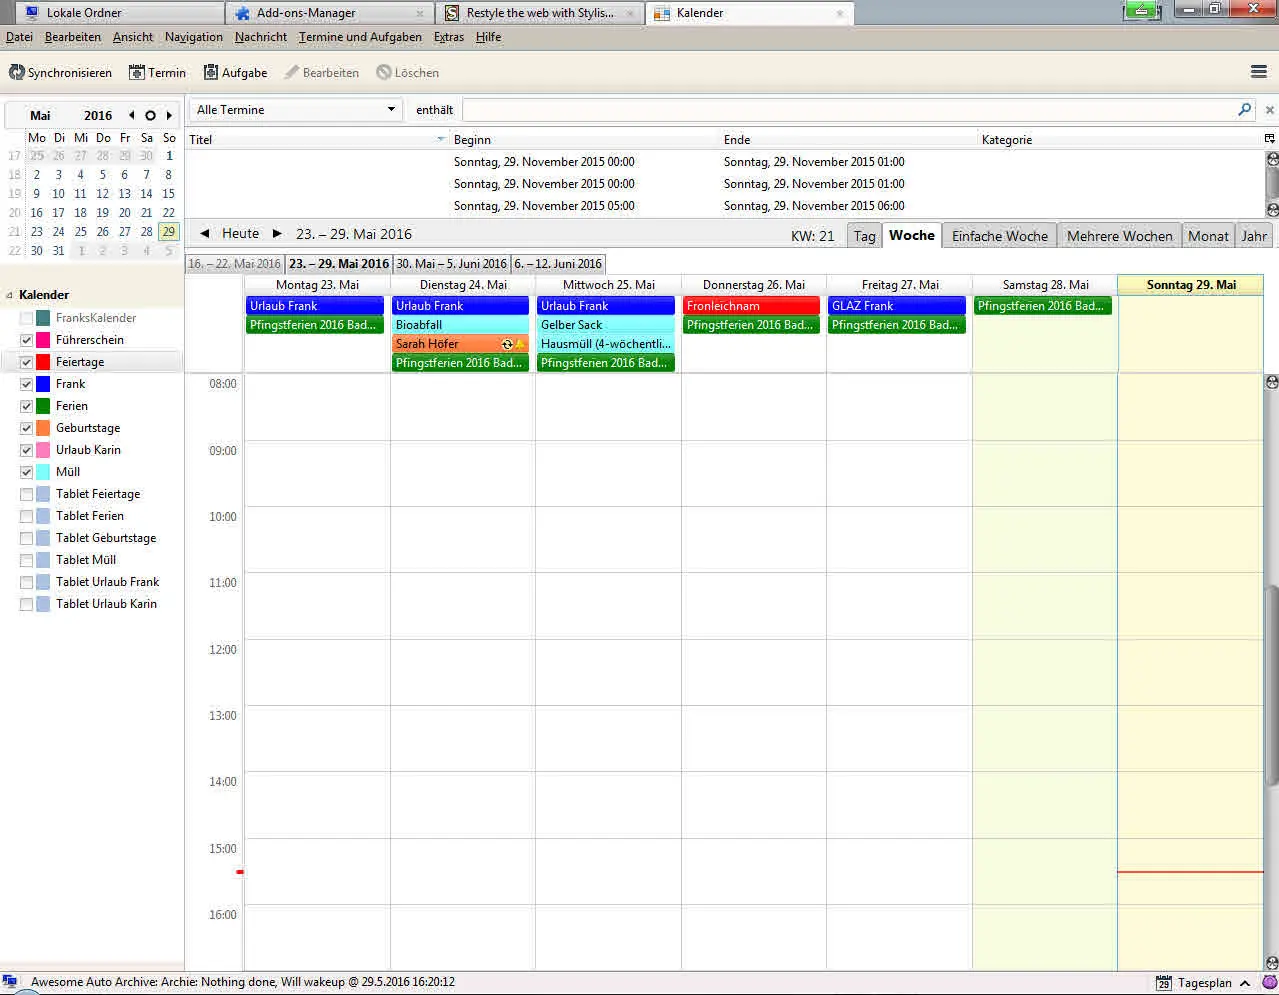 Lokale Ordner Add-ons-Manager Restyle the web with Stylis... Kalender
Datei Bearbeiten Ansicht Navigation Nachricht Termine und Aufgaben Extras Hilfe
Synchronisieren Termin Aufgabe Bearbeiten Löschen
Mai 2016
Mo Di Mi Do Fr Sa So
17 25 26 27 28 29 30 1
18 2 3 4 5 6 7 8
19 9 10 11 12 13 14 15
20 16 17 18 19 20 21 22
21 23 24 25 26 27 28 29
22 30 31 1 2 3 4 5
Kalender
FranksKalender
Führerschein
Feiertage
Frank
Ferien
Geburtstage
Urlaub Karin
Müll
Tablet Feiertage
Tablet Ferien
Tablet Geburtstage
Tablet Müll
Tablet Urlaub Frank
Tablet Urlaub Karin
Alle Termine enthält
Titel Beginn Ende Kategorie
Sonntag, 29. November 2015 00:00 Sonntag, 29. November 2015 01:00
Sonntag, 29. November 2015 00:00 Sonntag, 29. November 2015 01:00
Sonntag, 29. November 2015 05:00 Sonntag, 29. November 2015 06:00
Heute 23. – 29. Mai 2016 KW: 21 Tag Woche Einfache Woche Mehrere Wochen Monat Jahr
16. – 22. Mai 2016 23. – 29. Mai 2016 30. Mai – 5. Juni 2016 6. – 12. Juni 2016
Montag 23. Mai Dienstag 24. Mai Mittwoch 25. Mai Donnerstag 26. Mai Freitag 27. Mai Samstag 28. Mai Sonntag 29. Mai
Urlaub Frank Urlaub Frank Urlaub Frank Fronleichnam GLAZ Frank Pfingstferien 2016 Bad...
Pfingstferien 2016 Bad... Bioabfall Gelber Sack Pfingstferien 2016 Bad... Pfingstferien 2016 Bad...
Sarah Höfer Hausmüll (4-wöchentli...
Pfingstferien 2016 Bad... Pfingstferien 2016 Bad...
08:00
09:00
10:00
11:00
12:00
13:00
14:00
15:00
16:00
Awesome Auto Archive: Archie: Nothing done, Will wakeup @ 29.5.2016 16:20:12 29 Tagesplan